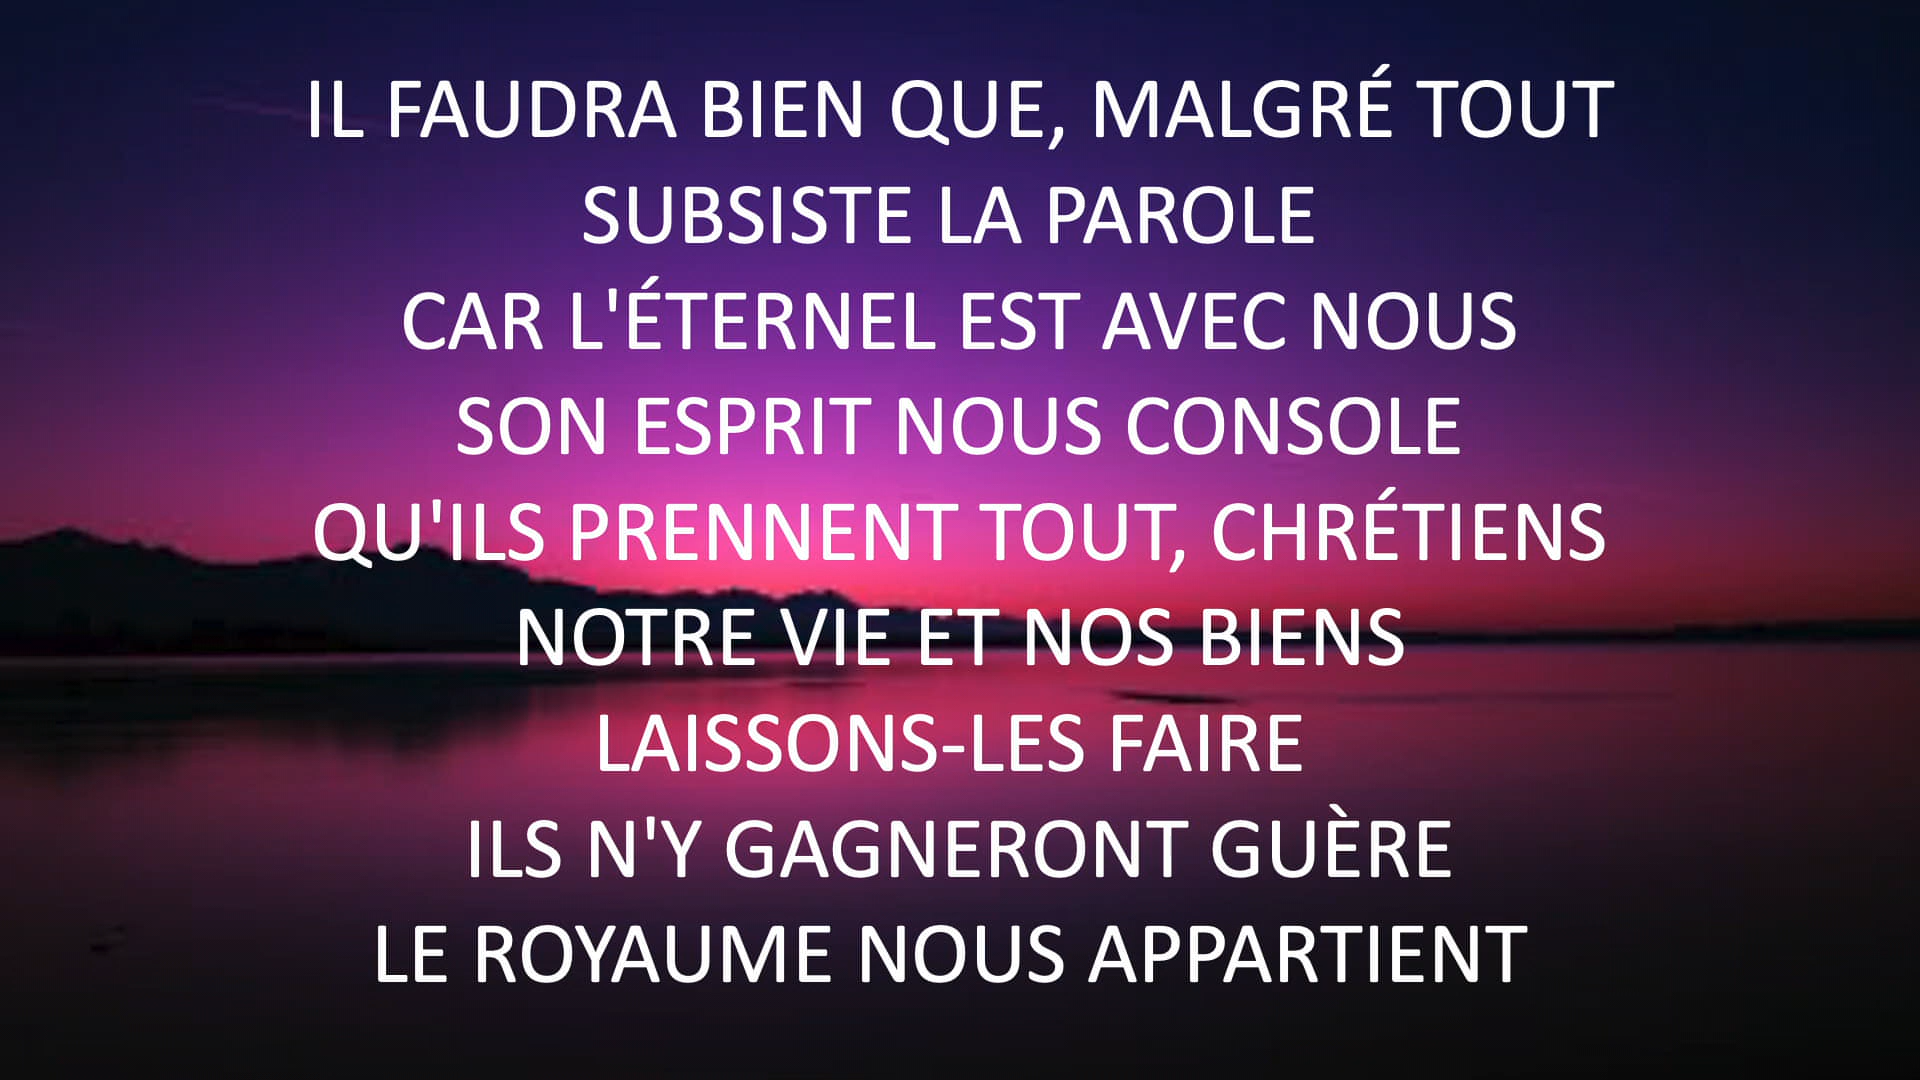 IL FAUDRA BIEN QUE, MALGRÉ TOUT
SUBSISTE LA PAROLE
CAR L'ÉTERNEL EST AVEC NOUS
SON ESPRIT NOUS CONSOLE
QU'ILS PRENNENT TOUT, CHRÉTIENS
NOTRE VIE ET NOS BIENS
LAISSONS-LES FAIRE
ILS N'Y GAGNERONT GUÈRE
LE ROYAUME NOUS APPARTIENT